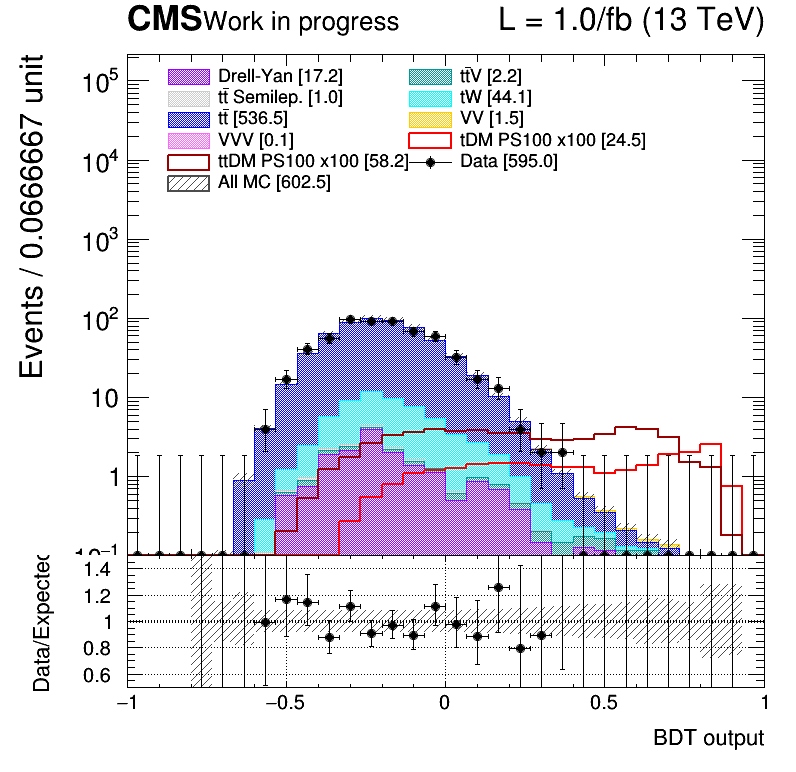 CMS Work in progress L = 1.0/fb (13 TeV)
Events / 0.0666667 unit
10⁵
10⁴
10³
10²
10
1
10⁻¹
Drell-Yan [17.2]
tt̄ Semilep. [1.0]
tt̄ [536.5]
VVV [0.1]
ttDM PS100 x100 [58.2]
All MC [602.5]
tt̄V [2.2]
tW [44.1]
VV [1.5]
tDM PS100 x100 [24.5]
Data [595.0]
Data/Expected
1.4
1.2
1
0.8
0.6
−1 −0.5 0 0.5 1
BDT output